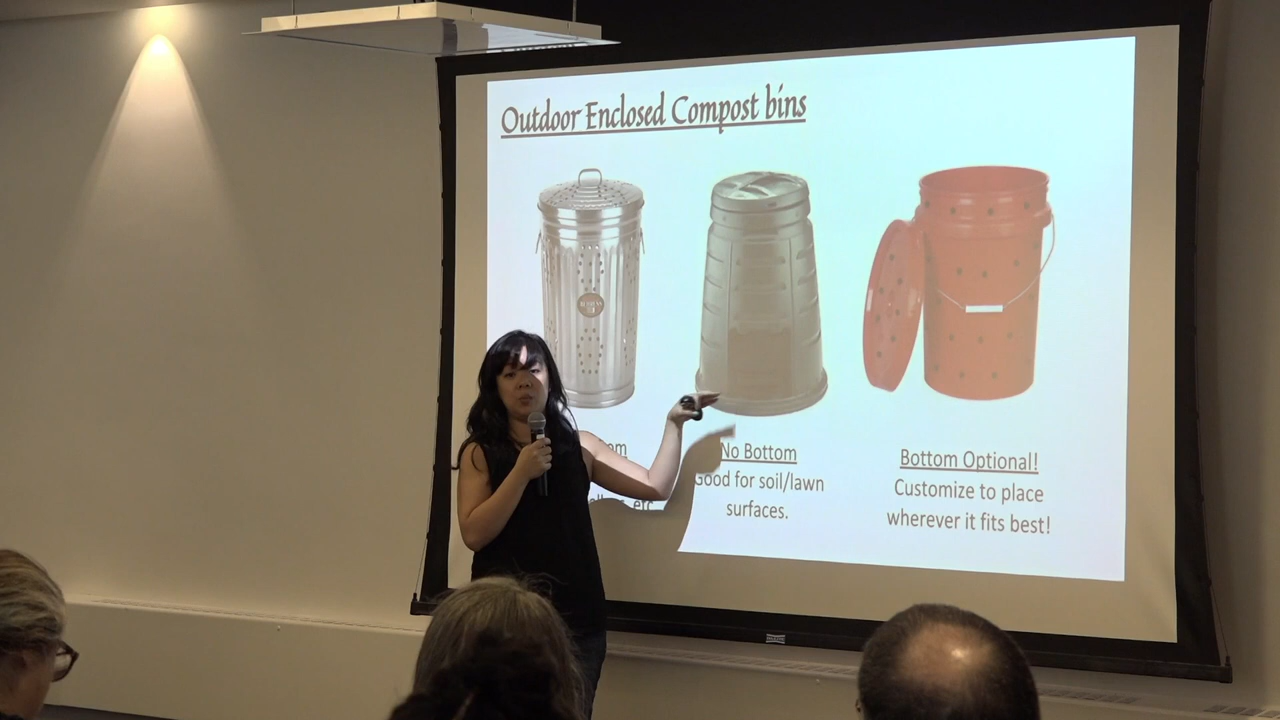 Outdoor Enclosed Compost bins
No Bottom
Good for soil/lawn
surfaces.
Bottom Optional!
Customize to place
wherever it fits best!
etc